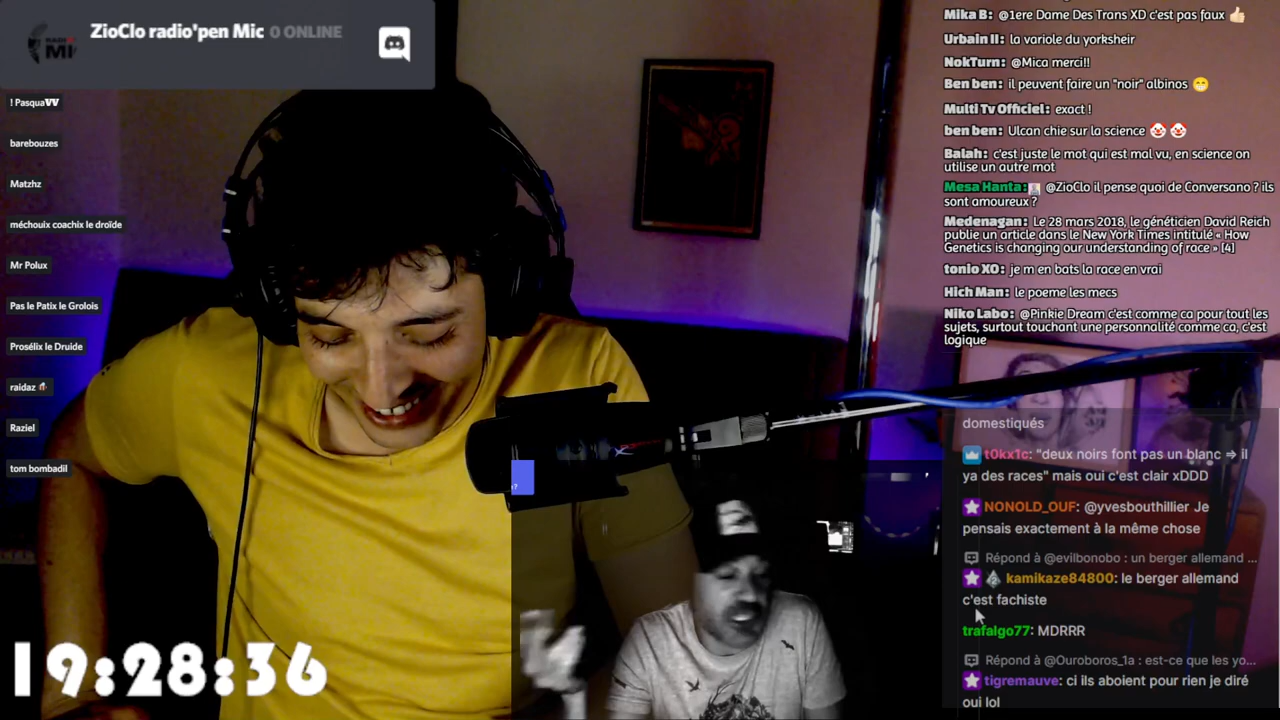 ZioClo radio'pen Mic 0 ONLINE
MI
! PasquaVV
barebouzes
Matzhz
méchouix coachix le droïde
Mr Polux
Pas le Patix le Grolois
Prosélix le Druide
raidaz
Raziel
tom bombadil
19:28:36
Mika B: @1ere Dame Des Trans XD c'est pas faux 👍🏻
Urbain II: la variole du yorksheir
NokTurn: @Mica merci!!
Ben ben: il peuvent faire un "noir" albinos 😁
Multi Tv Officiel: exact !
ben ben: Ulcan chie sur la science 🤡🤡
Balah: c'est juste le mot qui est mal vu, en science on
utilise un autre mot
Mesa Hanta: @ZioClo il pense quoi de Conversano ? ils
sont amoureux ?
Medenagan: Le 28 mars 2018, le généticien David Reich
publie un article dans le New York Times intitulé « How
Genetics is changing our understanding of race » [4]
tonio XO: je m en bats la race en vrai
Hich Man: le poeme les mecs
Niko Labo: @Pinkie Dream c'est comme ca pour tout les
sujets, surtout touchant une personnalité comme ca, c'est
logique
domestiqués
t0kx1c: "deux noirs font pas un blanc => il
ya des races" mais oui c'est clair xDDD
NONOLD_OUF: @yvesbouthillier Je
pensais exactement à la même chose
Répond à @evilbonobo : un berger allemand ...
kamikaze84800: le berger allemand
c'est fachiste
trafalgo77: MDRRR
Répond à @Ouroboros_1a : est-ce que les yo...
tigremauve: ci ils aboient pour rien je diré
oui lol